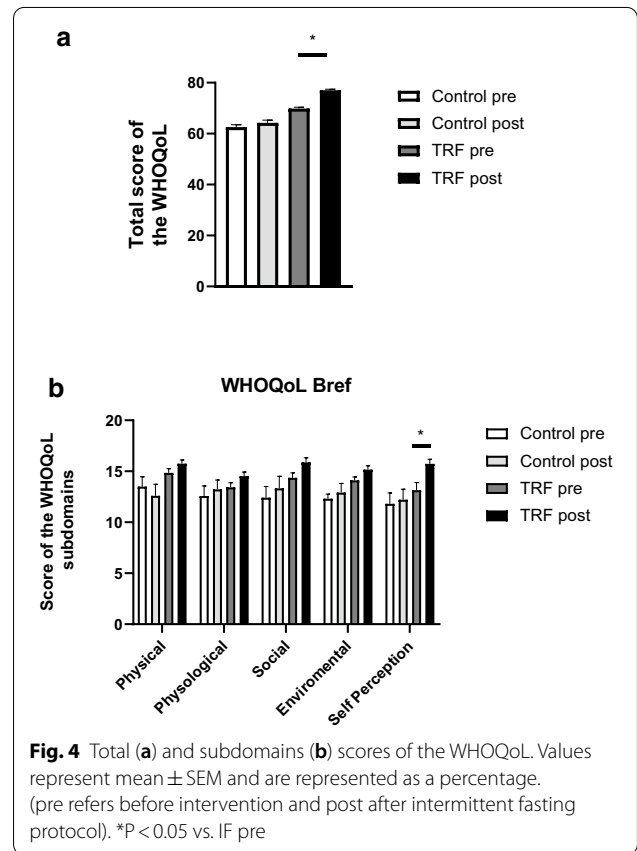 a
*
80
60
40
20
0
Total score of
the WHOQoL
Control pre
Control post
TRF pre
TRF post
b
WHOQoL Bref
*
20
15
10
5
0
Score of the WHOQoL
subdomains
Control pre
Control post
TRF pre
TRF post
Physical
Physological
Social
Enviromental
Self Perception
Fig. 4 Total (a) and subdomains (b) scores of the WHOQoL. Values
represent mean ± SEM and are represented as a percentage.
(pre refers before intervention and post after intermittent fasting
protocol). *P < 0.05 vs. IF pre